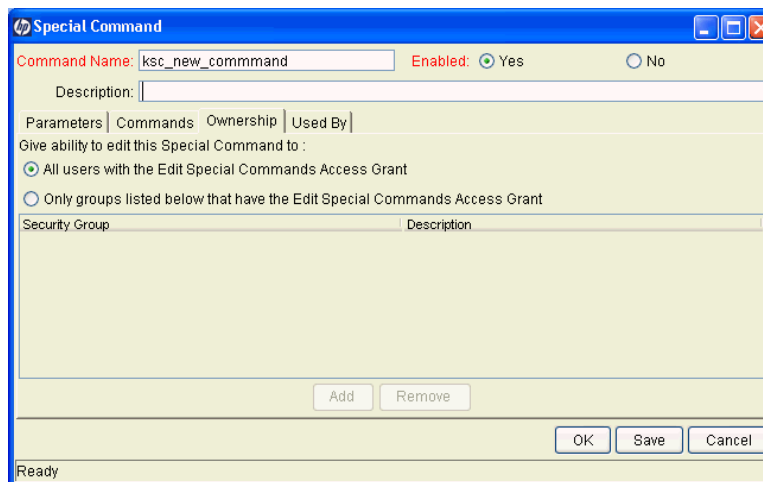 hp Special Command
Command Name: ksc_new_commmand Enabled: Yes No
Description:
Parameters Commands Ownership Used By
Give ability to edit this Special Command to :
All users with the Edit Special Commands Access Grant
Only groups listed below that have the Edit Special Commands Access Grant
Security Group Description
Add Remove
OK Save Cancel
Ready